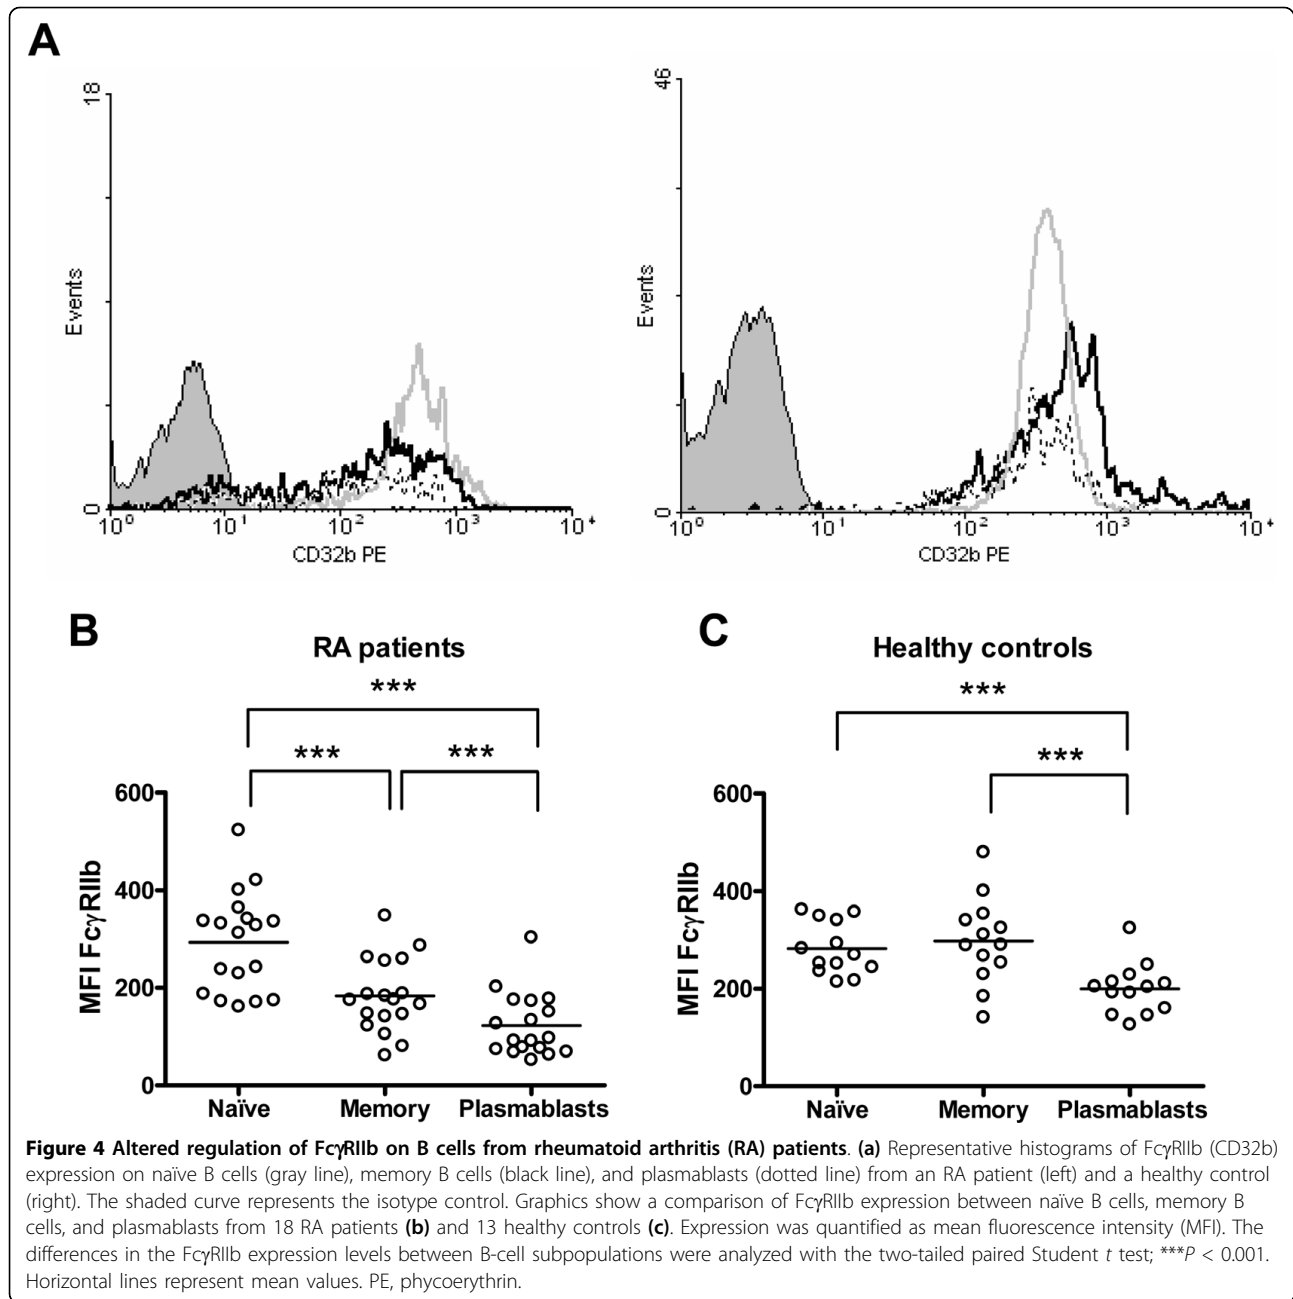 A
18
Events
0
10⁰ 10¹ 10² 10³ 10⁴
CD32b PE
46
Events
0
10⁰ 10¹ 10² 10³ 10⁴
CD32b PE
B
RA patients
***
*** ***
MFI FcγRIIb
600
400
200
0
Naïve Memory Plasmablasts
C
Healthy controls
***
***
MFI FcγRIIb
600
400
200
0
Naïve Memory Plasmablasts
Figure 4 Altered regulation of FcγRIIb on B cells from rheumatoid arthritis (RA) patients. (a) Representative histograms of FcγRIIb (CD32b)
expression on naïve B cells (gray line), memory B cells (black line), and plasmablasts (dotted line) from an RA patient (left) and a healthy control
(right). The shaded curve represents the isotype control. Graphics show a comparison of FcγRIIb expression between naïve B cells, memory B
cells, and plasmablasts from 18 RA patients (b) and 13 healthy controls (c). Expression was quantified as mean fluorescence intensity (MFI). The
differences in the FcγRIIb expression levels between B-cell subpopulations were analyzed with the two-tailed paired Student t test; ***P < 0.001.
Horizontal lines represent mean values. PE, phycoerythrin.